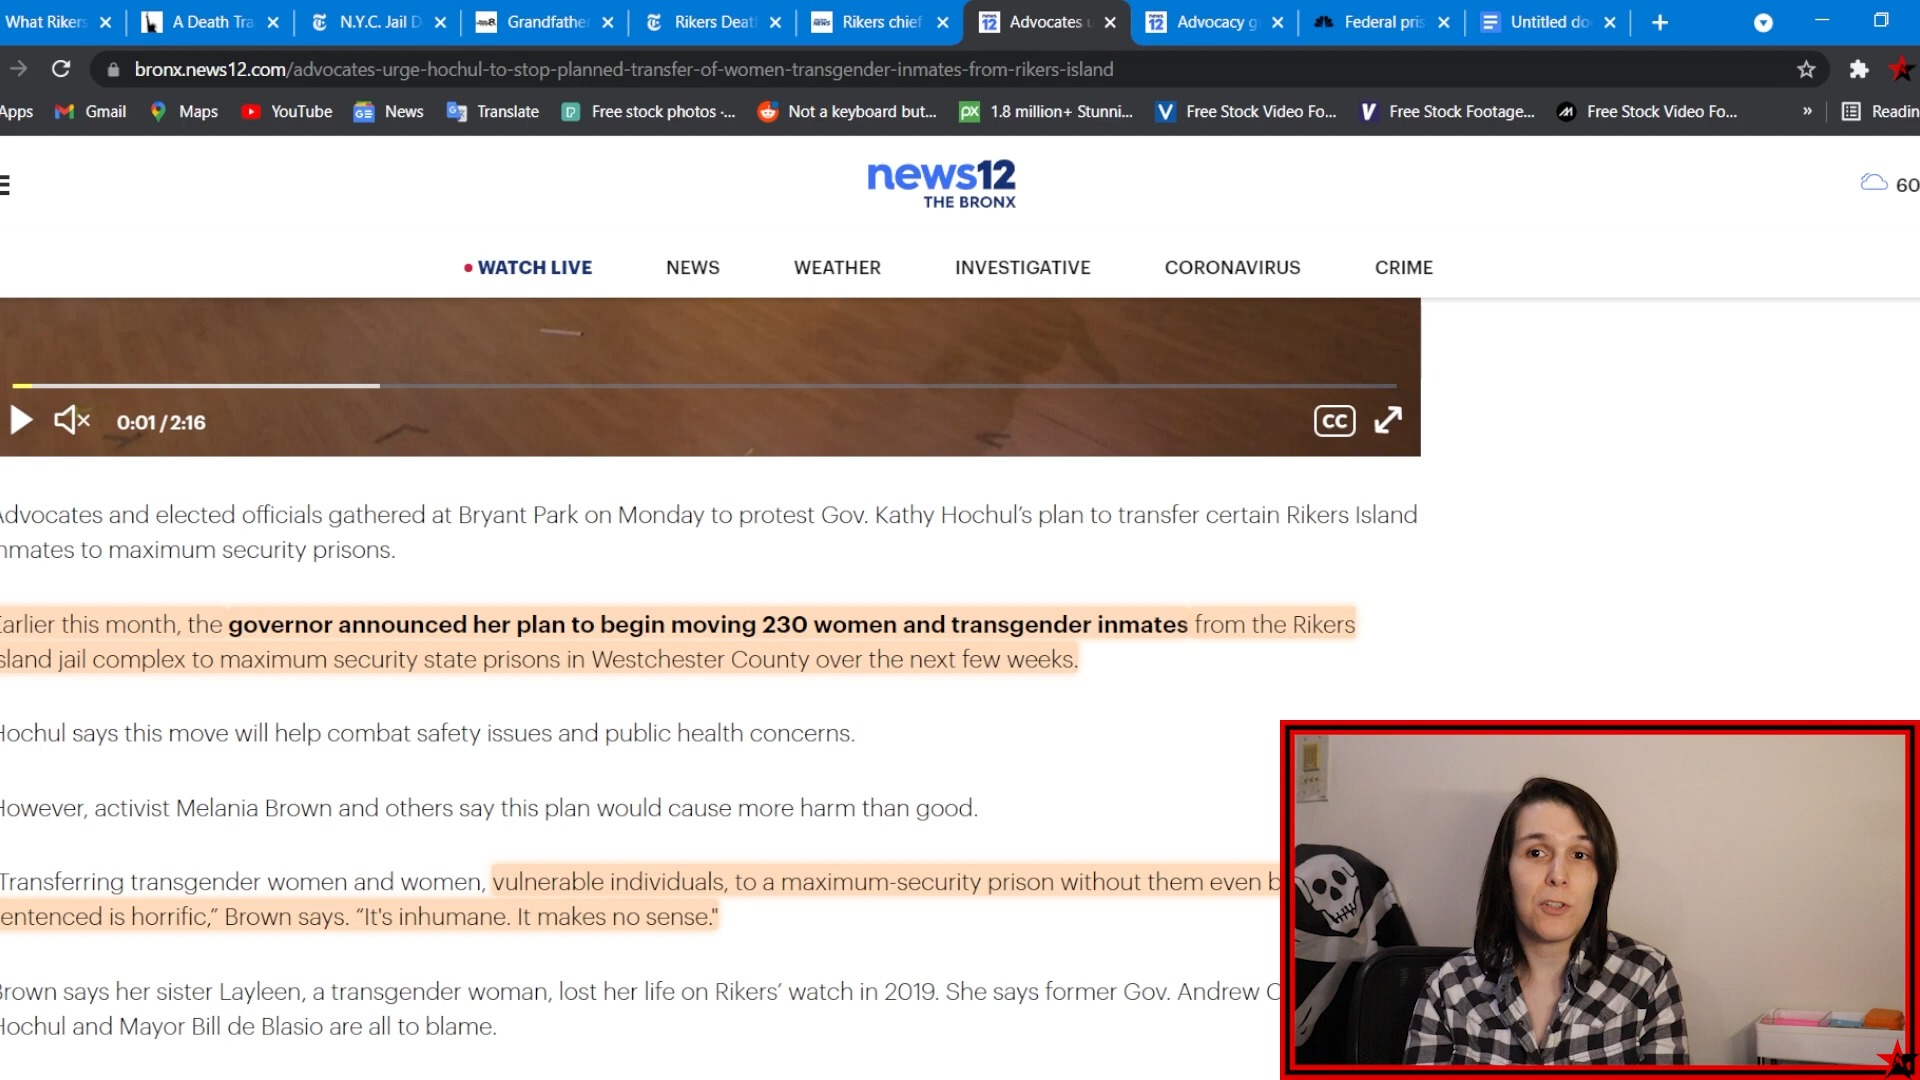 What Rikers
A Death Tra
N.Y.C. Jail D
Grandfathe
Rikers Deat
Rikers chief
Advocates u
Advocacy g
Federal pris
Untitled do
bronx.news12.com/advocates-urge-hochul-to-stop-planned-transfer-of-women-transgender-inmates-from-rikers-island
Apps
Gmail
Maps
YouTube
News
Translate
Free stock photos ·...
Not a keyboard but...
1.8 million+ Stunni...
Free Stock Video Fo...
Free Stock Footage...
Free Stock Video Fo...
»
Readin
news12
THE BRONX
60
WATCH LIVE
NEWS
WEATHER
INVESTIGATIVE
CORONAVIRUS
CRIME
0:01 / 2:16
CC
Advocates and elected officials gathered at Bryant Park on Monday to protest Gov. Kathy Hochul's plan to transfer certain Rikers Island
nmates to maximum security prisons.
Earlier this month, the governor announced her plan to begin moving 230 women and transgender inmates from the Rikers
sland jail complex to maximum security state prisons in Westchester County over the next few weeks.
Hochul says this move will help combat safety issues and public health concerns.
However, activist Melania Brown and others say this plan would cause more harm than good.
Transferring transgender women and women, vulnerable individuals, to a maximum-security prison without them even b
entenced is horrific," Brown says. "It's inhumane. It makes no sense."
Brown says her sister Layleen, a transgender woman, lost her life on Rikers' watch in 2019. She says former Gov. Andrew C
Hochul and Mayor Bill de Blasio are all to blame.